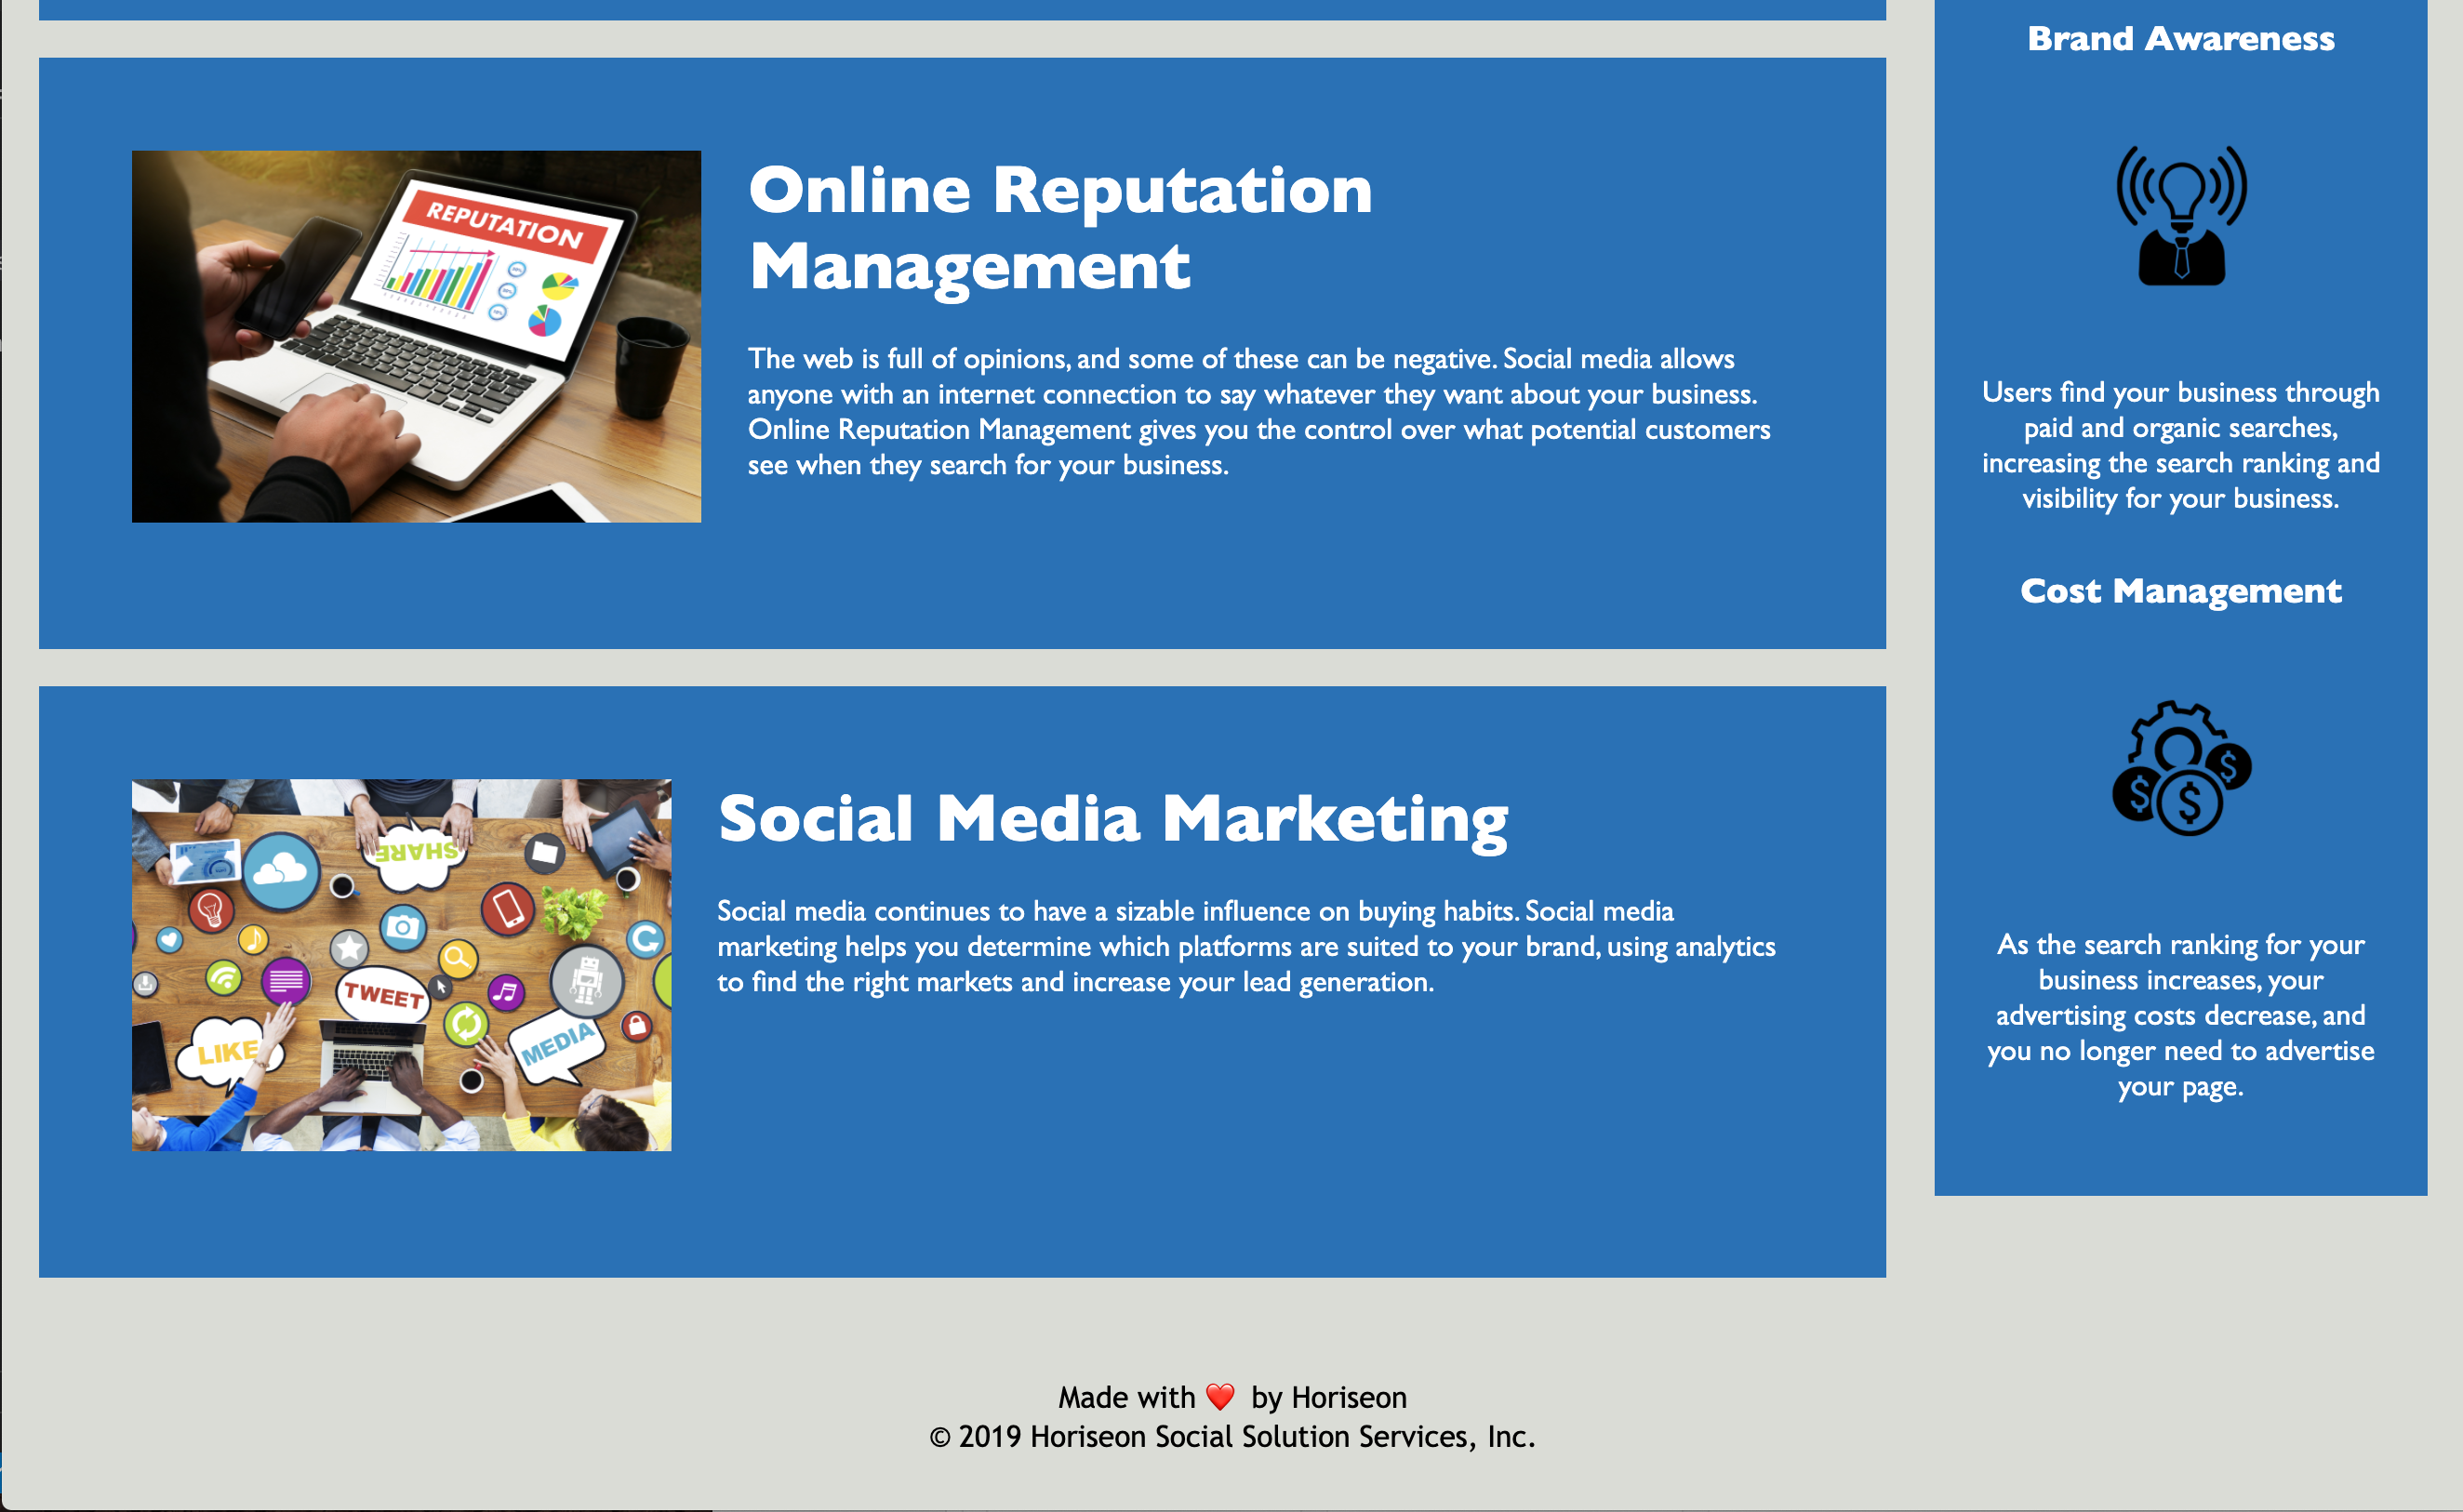 REPUTATION
Online Reputation
Management
The web is full of opinions, and some of these can be negative. Social media allows
anyone with an internet connection to say whatever they want about your business.
Online Reputation Management gives you the control over what potential customers
see when they search for your business.
SHARE
TWEET
LIKE
MEDIA
Social Media Marketing
Social media continues to have a sizable influence on buying habits. Social media
marketing helps you determine which platforms are suited to your brand, using analytics
to find the right markets and increase your lead generation.
Brand Awareness
Users find your business through
paid and organic searches,
increasing the search ranking and
visibility for your business.
Cost Management
$
$
$
As the search ranking for your
business increases, your
advertising costs decrease, and
you no longer need to advertise
your page.
Made with ❤️ by Horiseon
© 2019 Horiseon Social Solution Services, Inc.